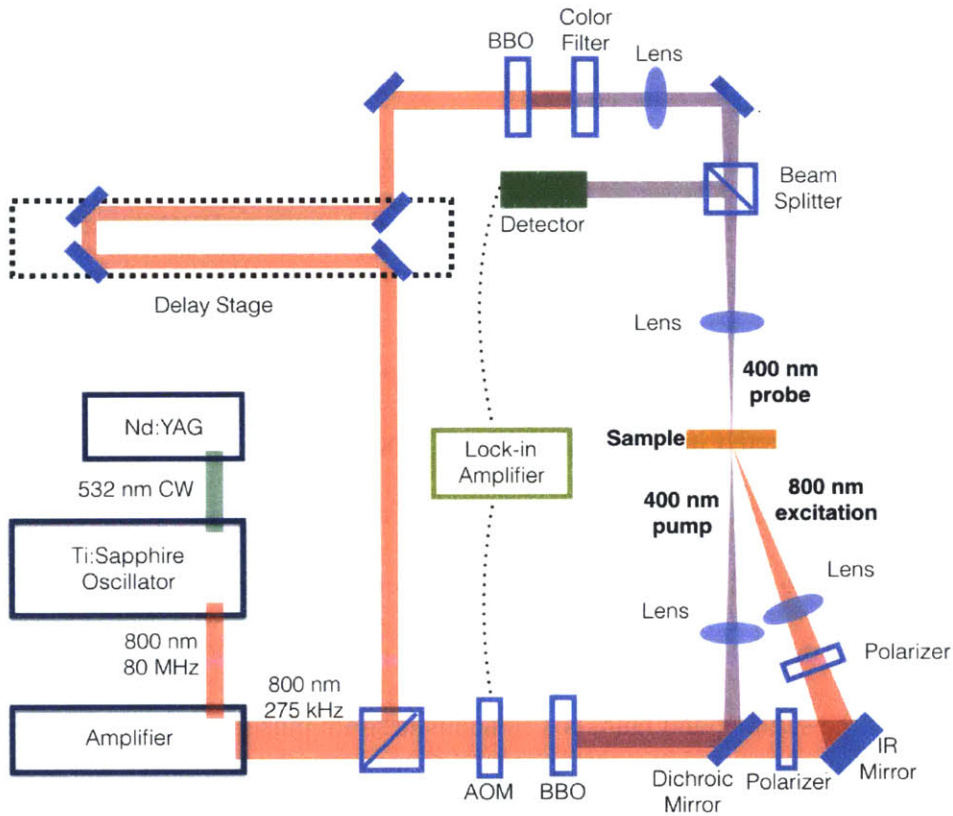 BBO
Color
Filter
Lens
Beam
Splitter
Detector
Delay Stage
Lens
400 nm
probe
Nd:YAG
Sample
Lock-in
Amplifier
532 nm CW
400 nm
pump
800 nm
excitation
Ti:Sapphire
Oscillator
Lens
Lens
800 nm
80 MHz
Polarizer
800 nm
275 kHz
Amplifier
AOM
BBO
Dichroic
Mirror
Polarizer
IR
Mirror